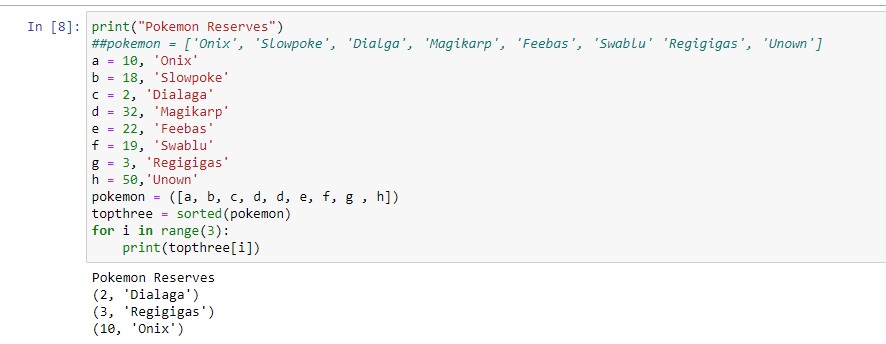 In [8]: print("Pokemon Reserves")
##pokemon = ['Onix', 'Slowpoke', 'Dialga', 'Magikarp', 'Feebas', 'Swablu' 'Regigigas', 'Unown']
a = 10, 'Onix'
b = 18, 'Slowpoke'
c = 2, 'Dialaga'
d = 32, 'Magikarp'
e = 22, 'Feebas'
f = 19, 'Swablu'
g = 3, 'Regigigas'
h = 50,'Unown'
pokemon = ([a, b, c, d, d, e, f, g , h])
topthree = sorted(pokemon)
for i in range(3):
    print(topthree[i])
Pokemon Reserves
(2, 'Dialaga')
(3, 'Regigigas')
(10, 'Onix')